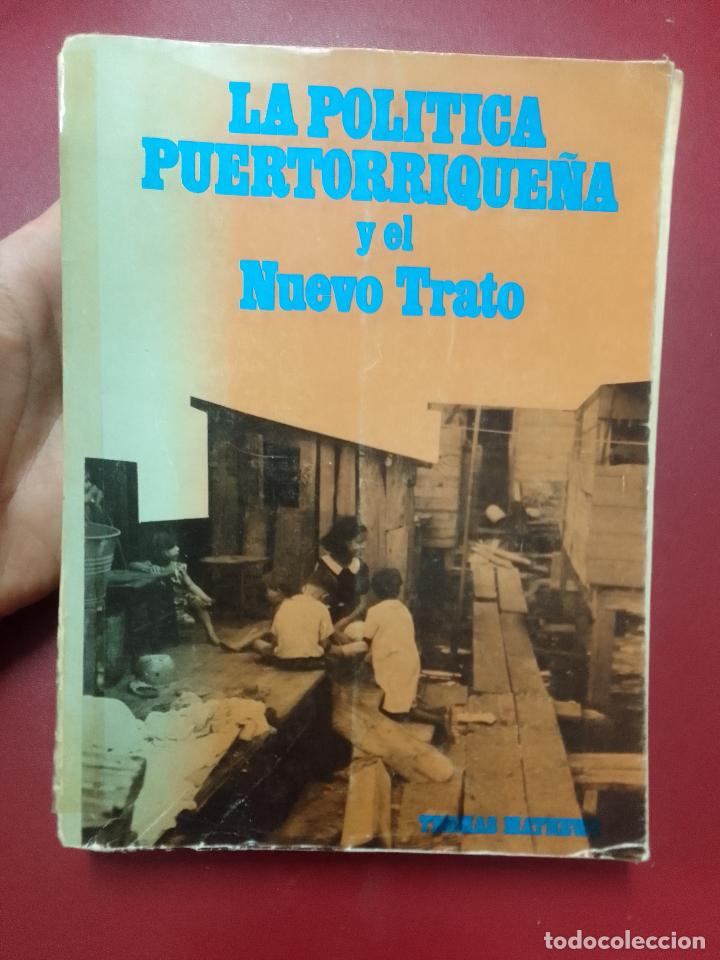 LA POLITICA
PUERTORRIQUEÑA
y el
Nuevo Trato
THOMAS MATHEWS
todocoleccion